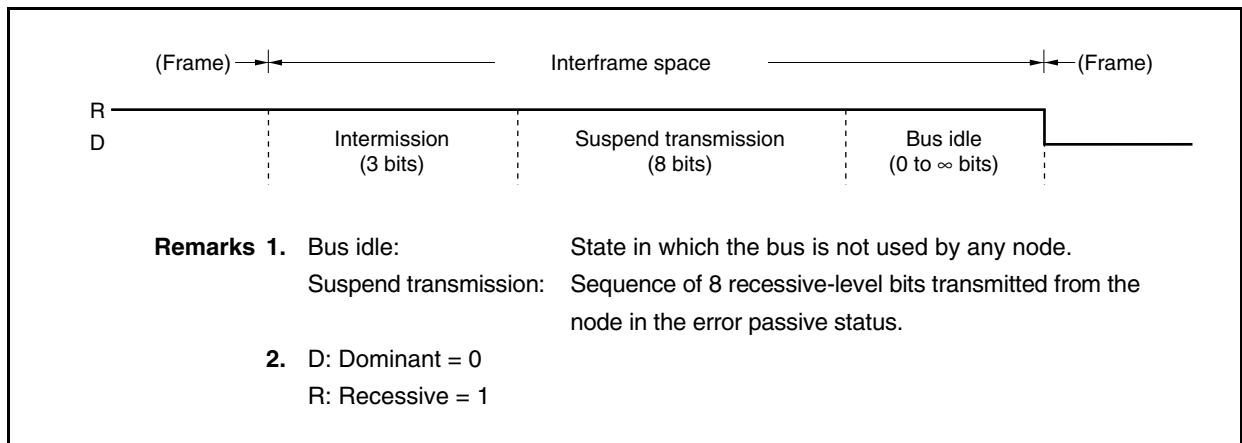 (Frame) Interframe space (Frame)
R
D
Intermission Suspend transmission Bus idle
(3 bits) (8 bits) (0 to ∞ bits)
Remarks 1. Bus idle: State in which the bus is not used by any node.
Suspend transmission: Sequence of 8 recessive-level bits transmitted from the
node in the error passive status.
2. D: Dominant = 0
R: Recessive = 1